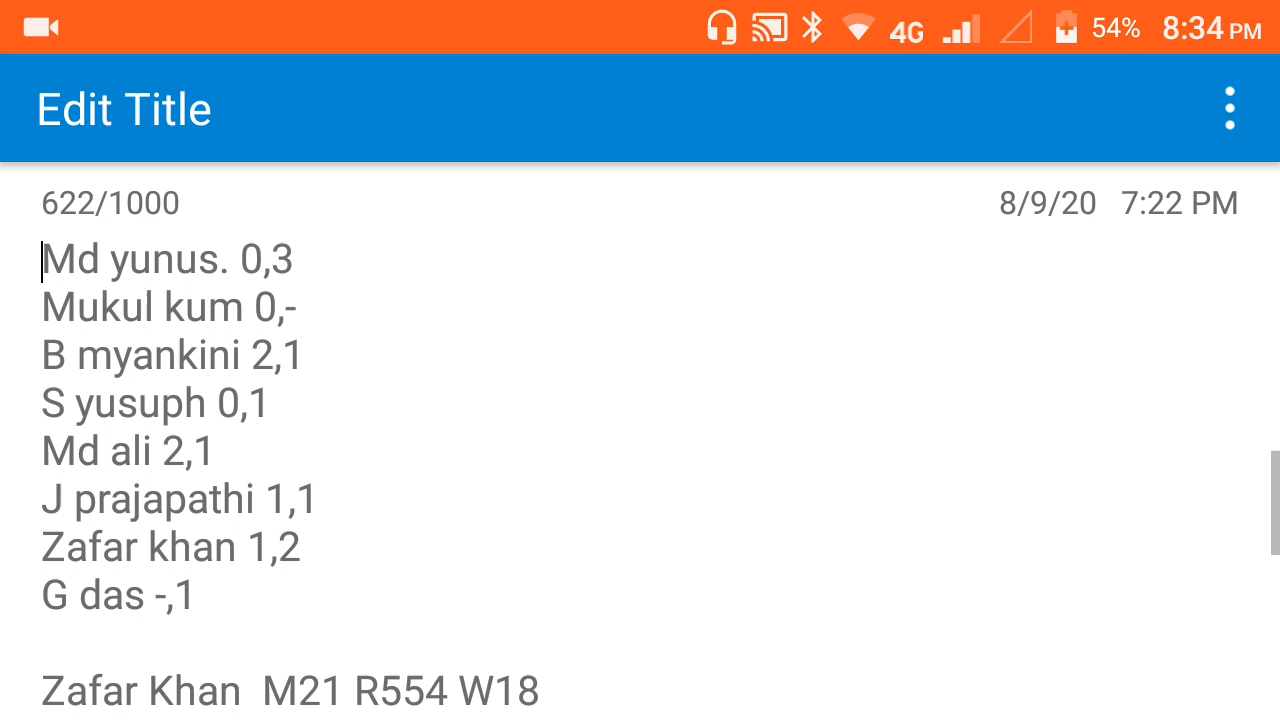 4G 54% 8:34 PM
Edit Title
622/1000 8/9/20 7:22 PM
Md yunus. 0,3
Mukul kum 0,-
B myankini 2,1
S yusuph 0,1
Md ali 2,1
J prajapathi 1,1
Zafar khan 1,2
G das -,1
Zafar Khan  M21 R554 W18